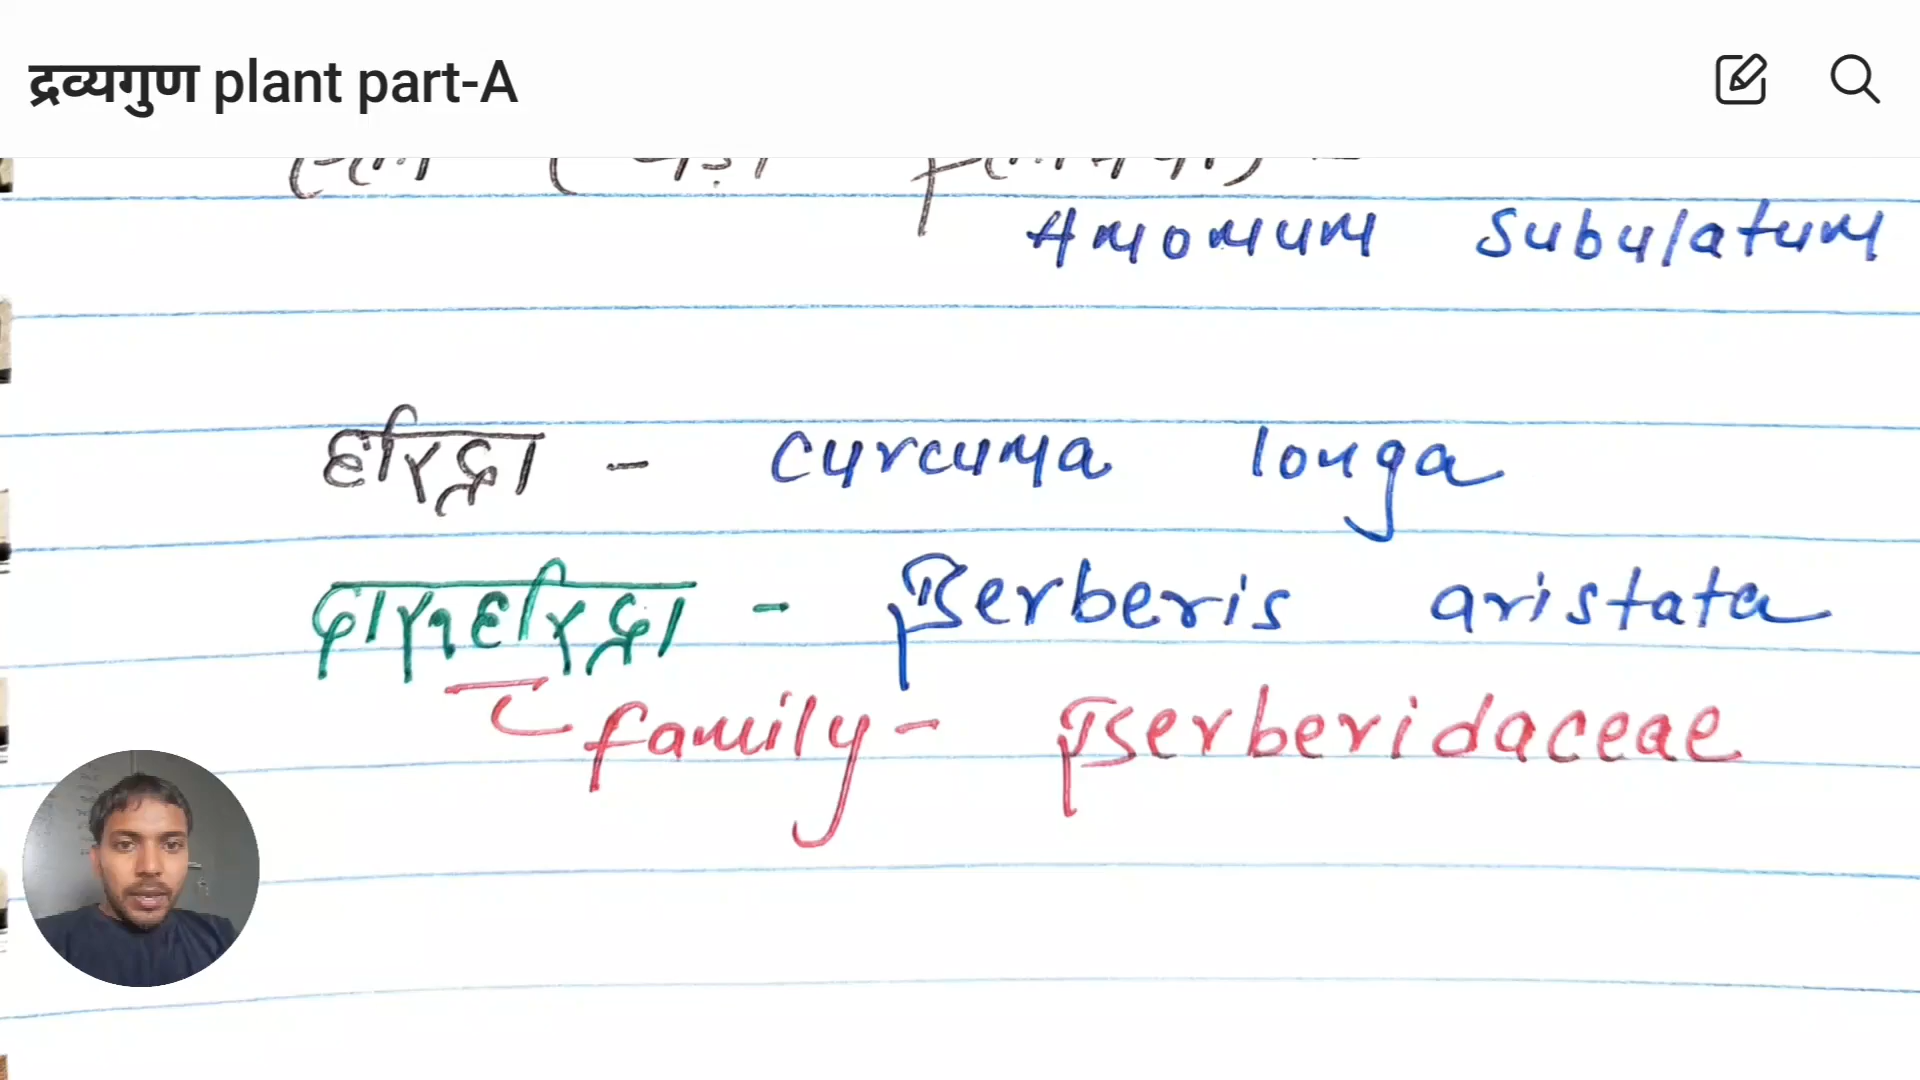 द्रव्यगुण plant part-A
Amomum subulatum
हरिद्रा - curcuma longa
दारुहरिद्रा - Berberis aristata
family - Berberidaceae